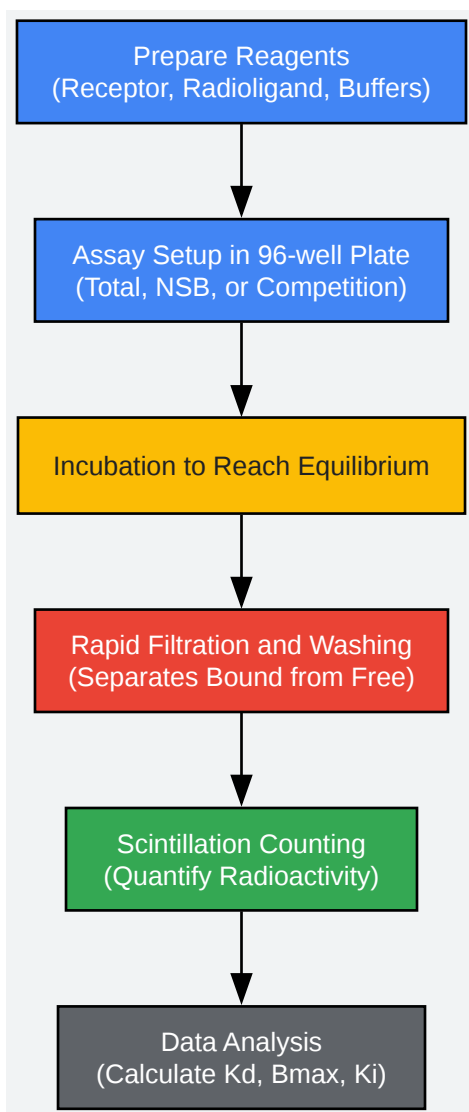 Prepare Reagents
(Receptor, Radioligand, Buffers)
Assay Setup in 96-well Plate
(Total, NSB, or Competition)
Incubation to Reach Equilibrium
Rapid Filtration and Washing
(Separates Bound from Free)
Scintillation Counting
(Quantify Radioactivity)
Data Analysis
(Calculate Kd, Bmax, Ki)